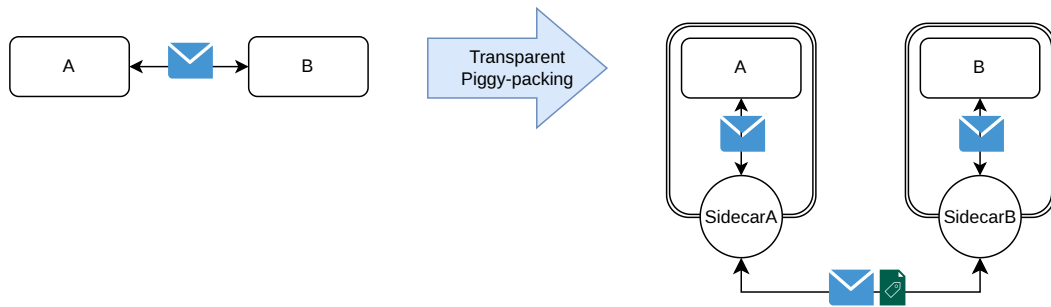 A
B
Transparent
Piggy-packing
A
B
SidecarA
SidecarB